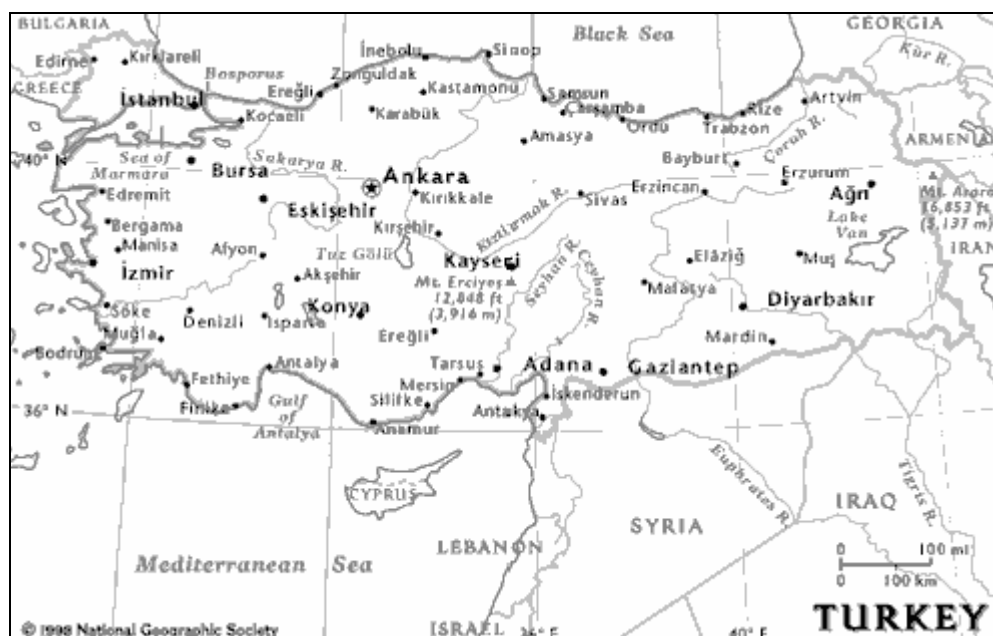 BULGARIA
Black Sea
GEORGIA
Edirne
Kırklareli
İnebolu
Sinop
Kür R.
Bosporus
Zonguldak
GREECE
İstanbul
Ereğli
Kastamonu
Samsun
Artvin
Kocaeli
Karabük
Çarşamba
Rize
Ordu
Trabzon
Amasya
ARMENIA
40° N
Sea of
Marmara
Bursa
Sakarya R.
Bayburt
Çoruh R.
Ankara
Erzurum
Edremit
Eskişehir
Kırıkkale
Kızılırmak R.
Sivas
Erzincan
Ağrı
Mt. Ararat
16,853 ft
(5,137 m)
Bergama
Kırşehir
Lake
Van
Manisa
Afyon
Tuz Gölü
Kayseri
Seyhan R.
Ceyhan R.
Elâziğ
Muş
IRAN
İzmir
Akşehir
Mt. Erciyes
12,848 ft
(3,916 m)
Malatya
Söke
Denizli
Isparta
Konya
Diyarbakır
Muğla
Ereğli
Mardin
Bodrum
Antalya
Tarsus
Adana
Gaziantep
Fethiye
Mersin
İskenderun
36° N
Finike
Gulf
of
Antalya
Silifke
Antakya
Anamur
Euphrates R.
Tigris R.
CYPRUS
SYRIA
IRAQ
LEBANON
Mediterranean Sea
0 100 mi
0 100 km
© 1998 National Geographic Society
ISRAEL
36° E
40° E
TURKEY